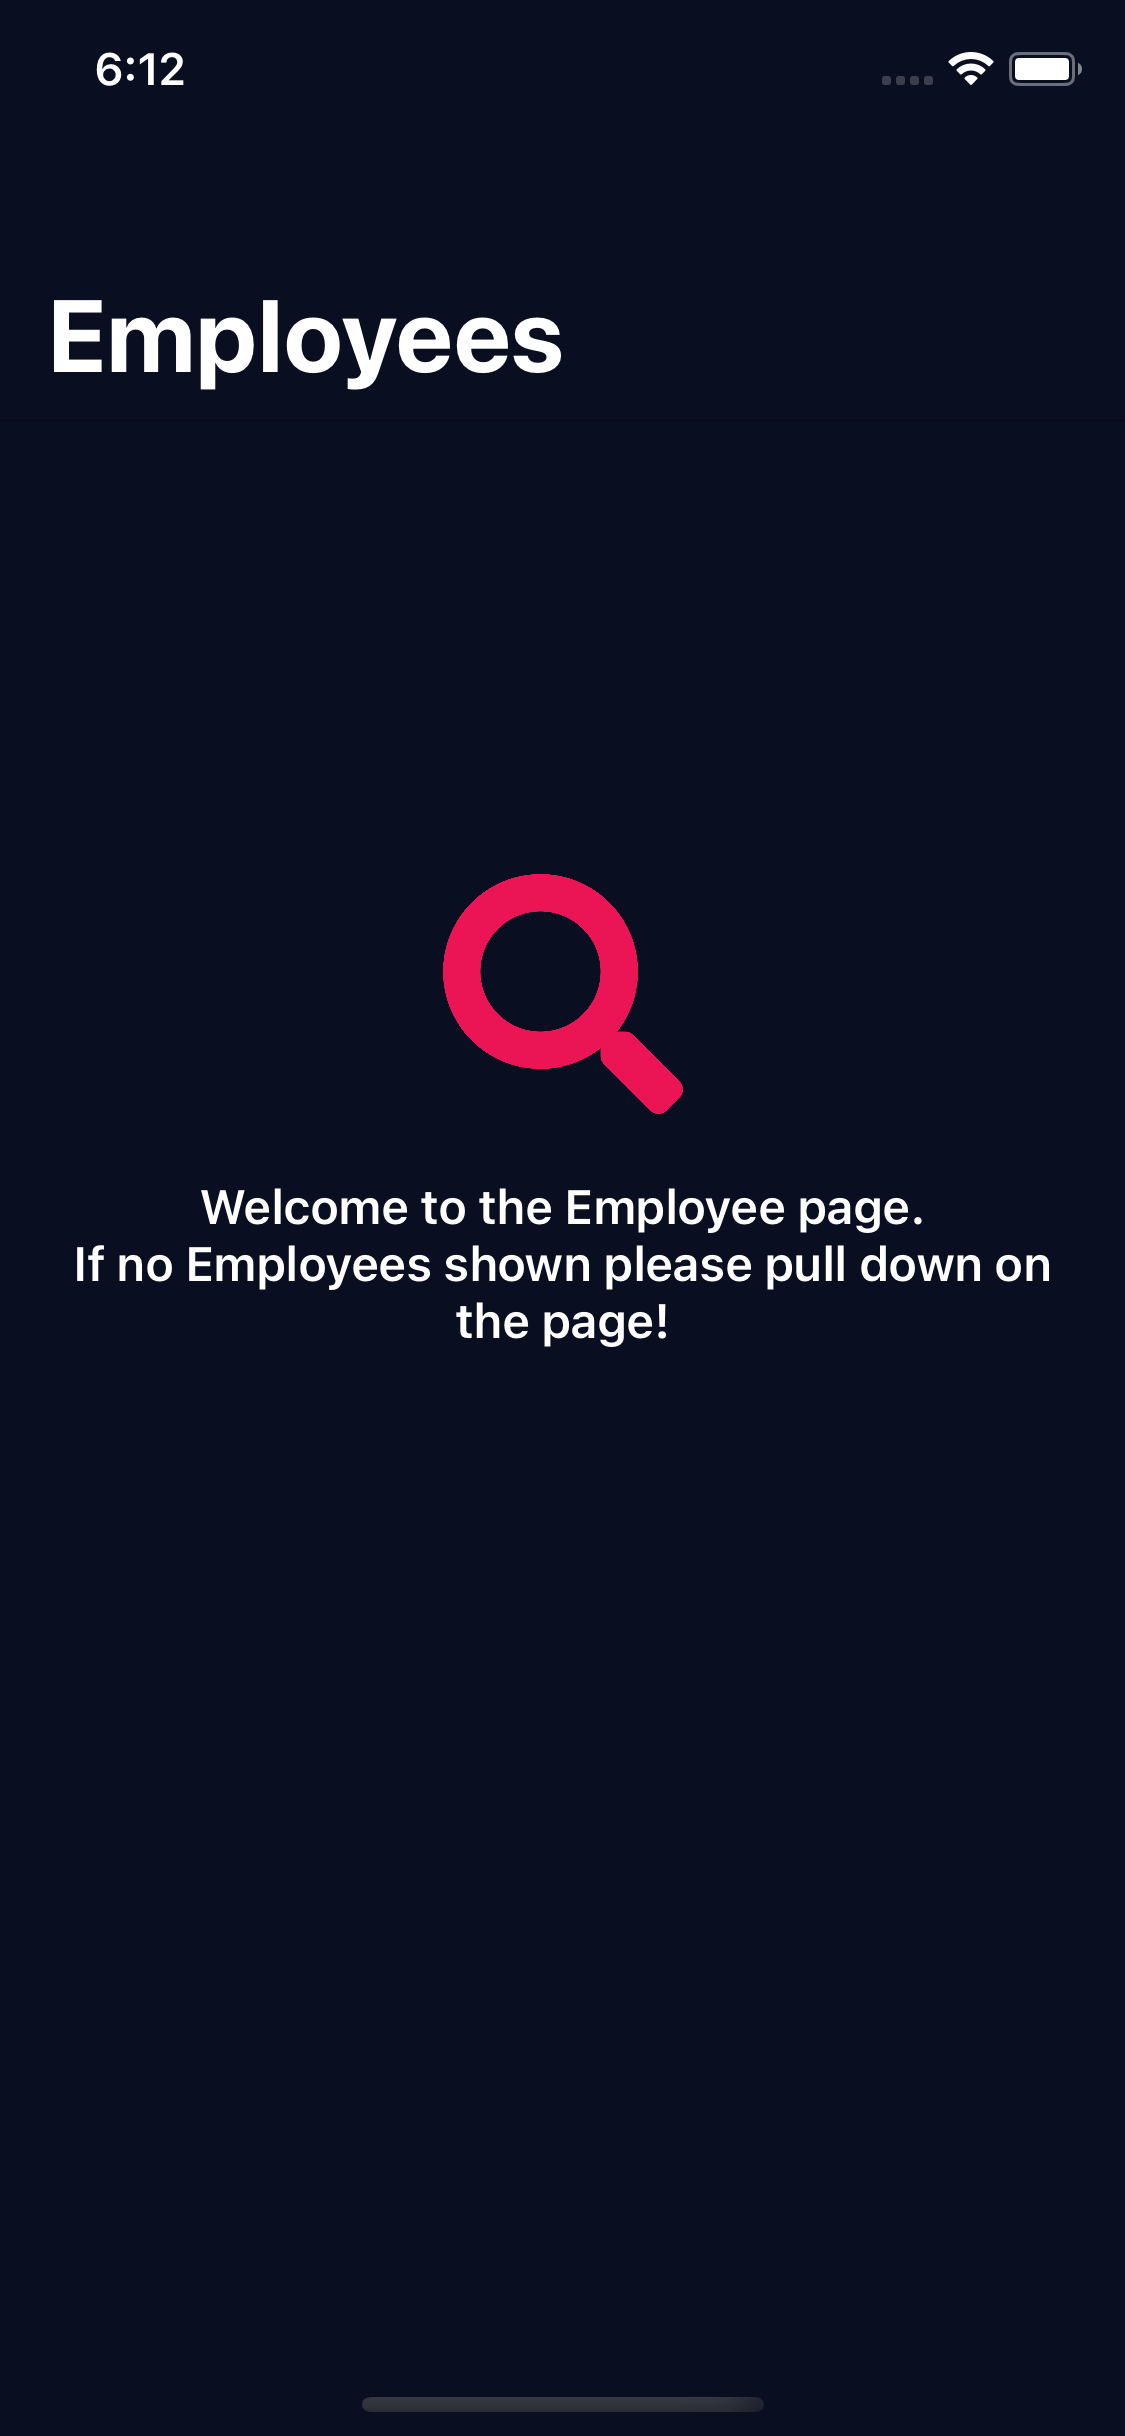 6:12
Employees
Welcome to the Employee page.
If no Employees shown please pull down on
the page!